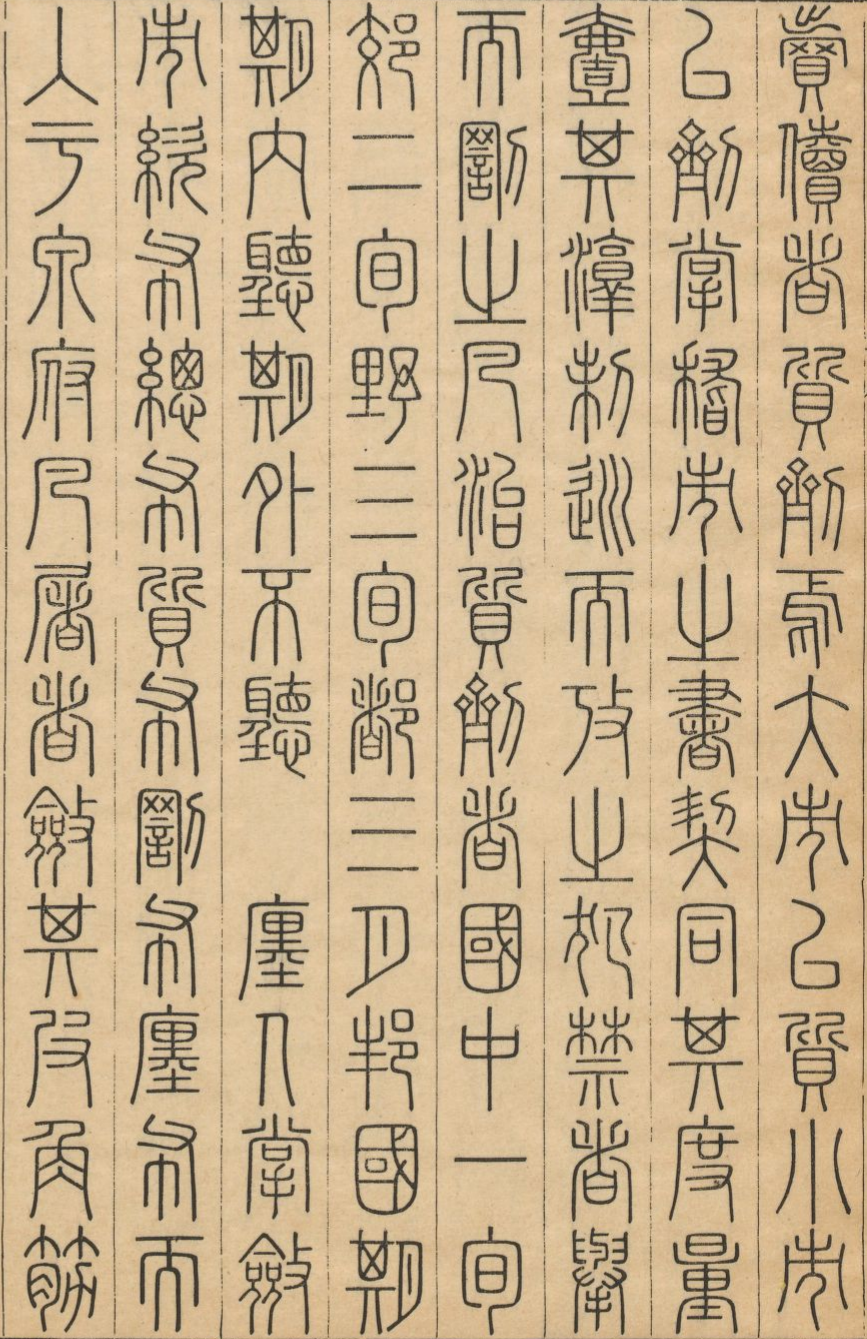 賣儥者質劑焉大市以質小市
以劑掌稽市之書契同其度量
壹其淳制巡而攷之犯禁者舉
而罰之凡治質劑者國中一旬
郊二旬野三旬都三月邦國期
期內聽期外不聽　廛人掌斂
市絘布總布質布罰布廛布而
入于泉府凡屠者斂其皮角筋